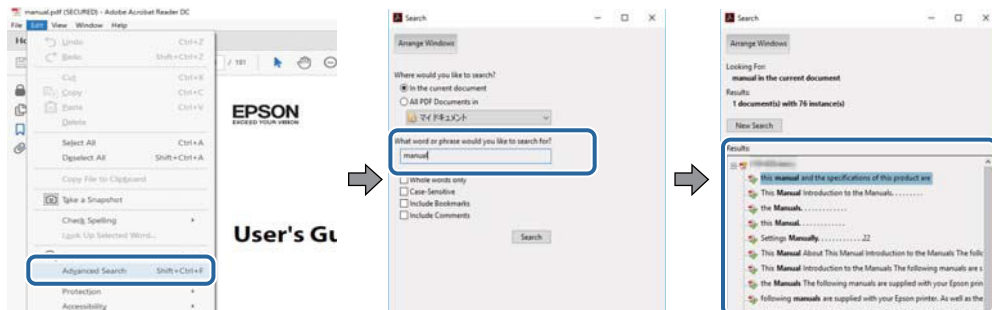 manual.pdf (SECURED) - Adobe Acrobat Reader DC
File Edit View Window Help
Undo Ctrl+Z
Redo Shift+Ctrl+Z
Cut Ctrl+X
Copy Ctrl+C
Paste Ctrl+V
Delete
Select All Ctrl+A
Deselect All Shift+Ctrl+A
Copy File to Clipboard
Take a Snapshot
Check Spelling
Look Up Selected Word...
Advanced Search Shift+Ctrl+F
Protection
Accessibility
/ 191
EPSON
EXCEED YOUR VISION
User's Gu
Search
Arrange Windows
Where would you like to search?
In the current document
All PDF Documents in
マイ ドキュメント
What word or phrase would you like to search for?
manual
Whole words only
Case-Sensitive
Include Bookmarks
Include Comments
Search
Search
Arrange Windows
Looking For:
manual in the current document
Results:
1 document(s) with 76 instance(s)
New Search
Results:
this manual and the specifications of this product are
This Manual Introduction to the Manuals. . . . . . . . .
the Manuals. . . . . . . . . . . . .
this Manual. . . . . . . . . . . . .
Settings Manually. . . . . . . . . . . .22
This Manual About This Manual Introduction to the Manuals The follo
This Manual Introduction to the Manuals The following manuals are s
the Manuals The following manuals are supplied with your Epson prin
following manuals are supplied with your Epson printer. As well as the